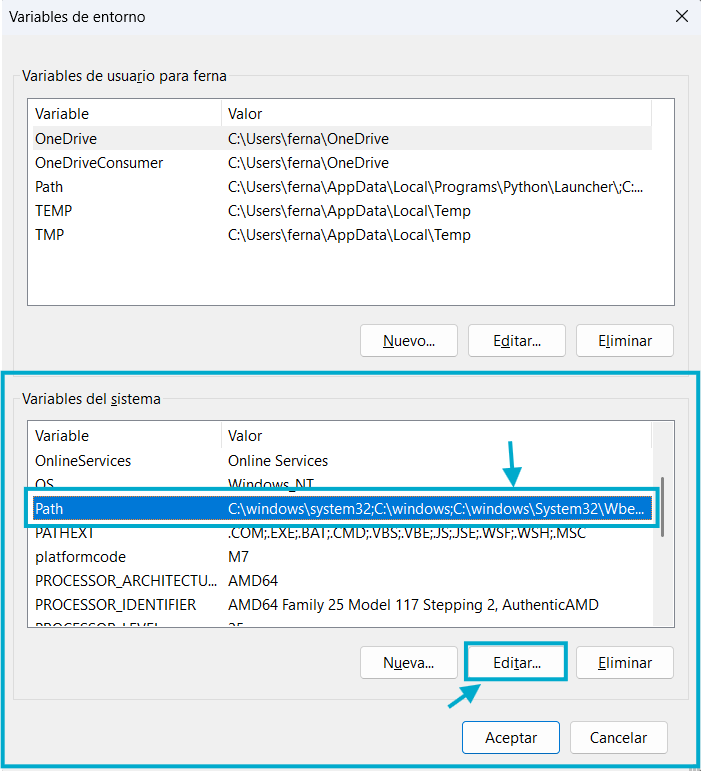 Variables de entorno
Variables de usuario para ferna
Variable Valor
OneDrive C:\Users\ferna\OneDrive
OneDriveConsumer C:\Users\ferna\OneDrive
Path C:\Users\ferna\AppData\Local\Programs\Python\Launcher\;C:...
TEMP C:\Users\ferna\AppData\Local\Temp
TMP C:\Users\ferna\AppData\Local\Temp
Nuevo... Editar... Eliminar
Variables del sistema
Variable Valor
OnlineServices Online Services
OS Windows_NT
Path C:\windows\system32;C:\windows;C:\windows\System32\Wbe...
PATHEXT .COM;.EXE;.BAT;.CMD;.VBS;.VBE;.JS;.JSE;.WSF;.WSH;.MSC
platformcode M7
PROCESSOR_ARCHITECTU... AMD64
PROCESSOR_IDENTIFIER AMD64 Family 25 Model 117 Stepping 2, AuthenticAMD
PROCESSOR_LEVEL 25
Nueva... Editar... Eliminar
Aceptar Cancelar